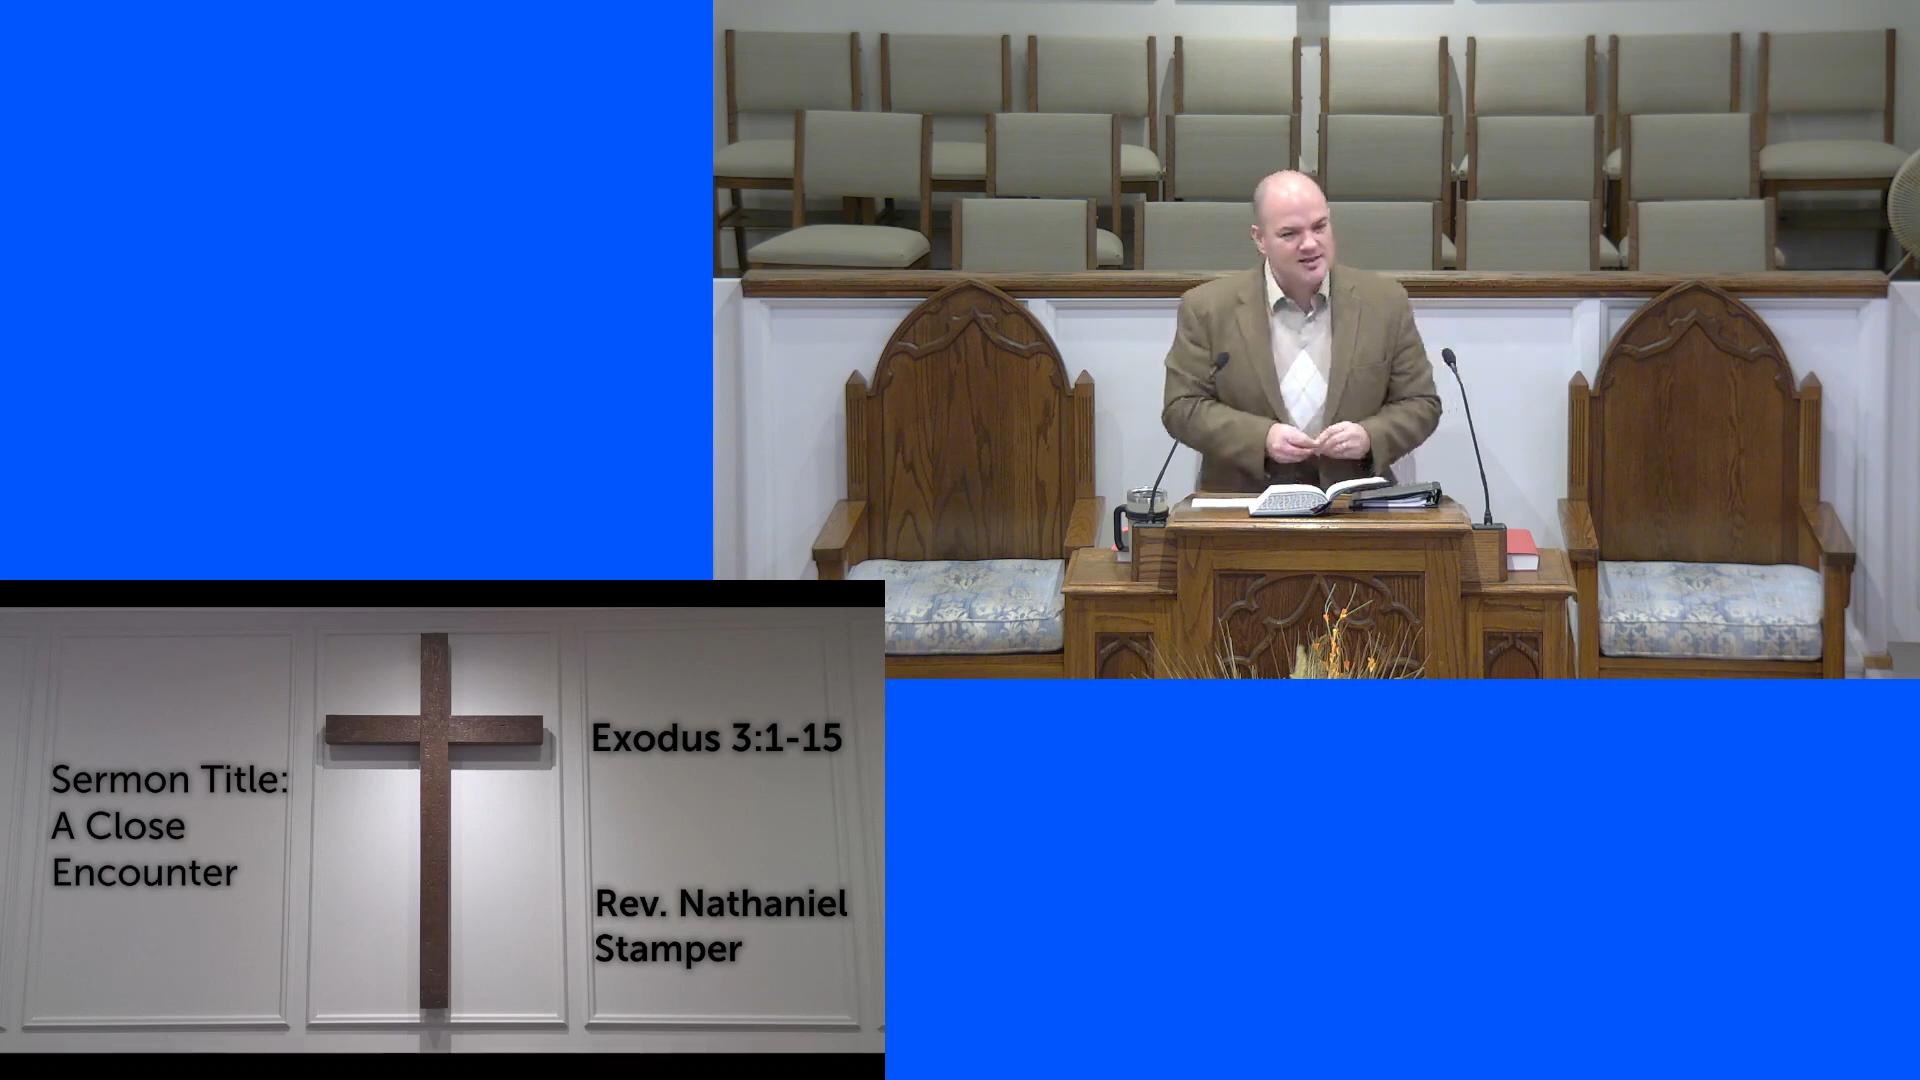 Sermon Title:
A Close
Encounter
Exodus 3:1-15
Rev. Nathaniel
Stamper